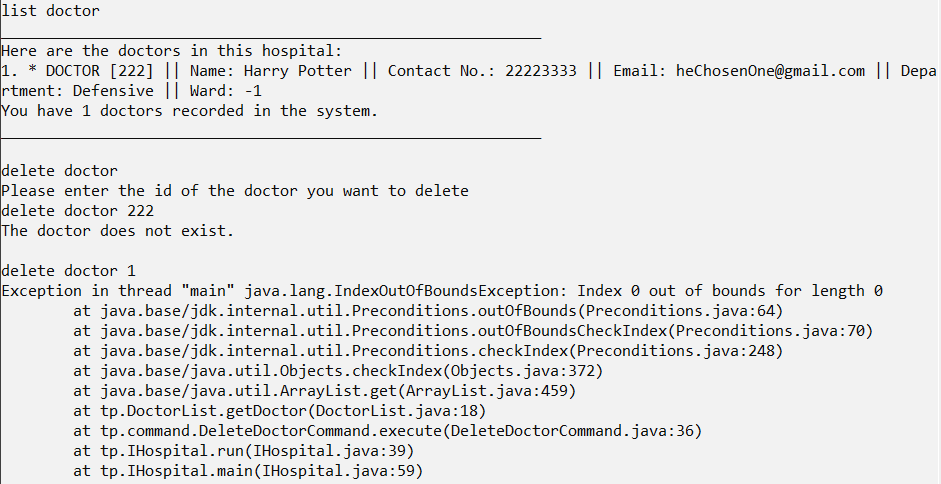 list doctor
____________________________________________________________
Here are the doctors in this hospital:
1. * DOCTOR [222] || Name: Harry Potter || Contact No.: 22223333 || Email: heChosenOne@gmail.com || Depa
rtment: Defensive || Ward: -1
You have 1 doctors recorded in the system.
____________________________________________________________
delete doctor
Please enter the id of the doctor you want to delete
delete doctor 222
The doctor does not exist.
delete doctor 1
Exception in thread "main" java.lang.IndexOutOfBoundsException: Index 0 out of bounds for length 0
        at java.base/jdk.internal.util.Preconditions.outOfBounds(Preconditions.java:64)
        at java.base/jdk.internal.util.Preconditions.outOfBoundsCheckIndex(Preconditions.java:70)
        at java.base/jdk.internal.util.Preconditions.checkIndex(Preconditions.java:248)
        at java.base/java.util.Objects.checkIndex(Objects.java:372)
        at java.base/java.util.ArrayList.get(ArrayList.java:459)
        at tp.DoctorList.getDoctor(DoctorList.java:18)
        at tp.command.DeleteDoctorCommand.execute(DeleteDoctorCommand.java:36)
        at tp.IHospital.run(IHospital.java:39)
        at tp.IHospital.main(IHospital.java:59)